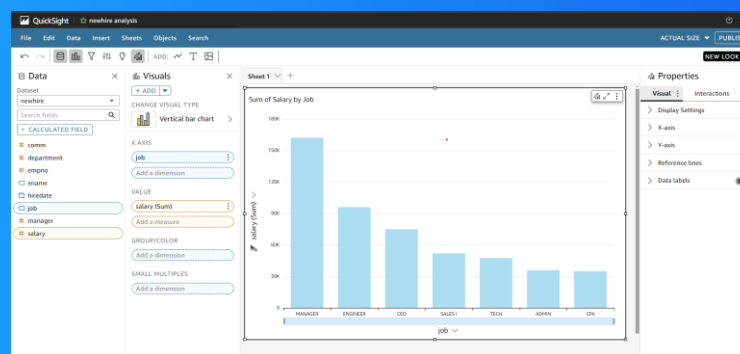 QuickSight newhire analysis
File Edit Data Insert Sheets Objects Search ACTUAL SIZE PUBLIS
ADD: T NEW LOOK
Data
Dataset
newhire
Search fields
+ CALCULATED FIELD
comm
department
empno
ename
hiredate
job
manager
salary
Visuals
+ ADD
CHANGE VISUAL TYPE
Vertical bar chart
X AXIS
job
Add a dimension
VALUE
salary (Sum)
Add a measure
GROUP/COLOR
Add a dimension
SMALL MULTIPLES
Add a dimension
Sheet 1
Sum of Salary by Job
salary (Sum)
180K
150K
120K
90K
60K
30K
0
MANAGER ENGINEER CEO SALES I TECH ADMIN CPA
job
Properties
Visual Interactions
Display Settings
X-axis
Y-axis
Reference lines
Data labels